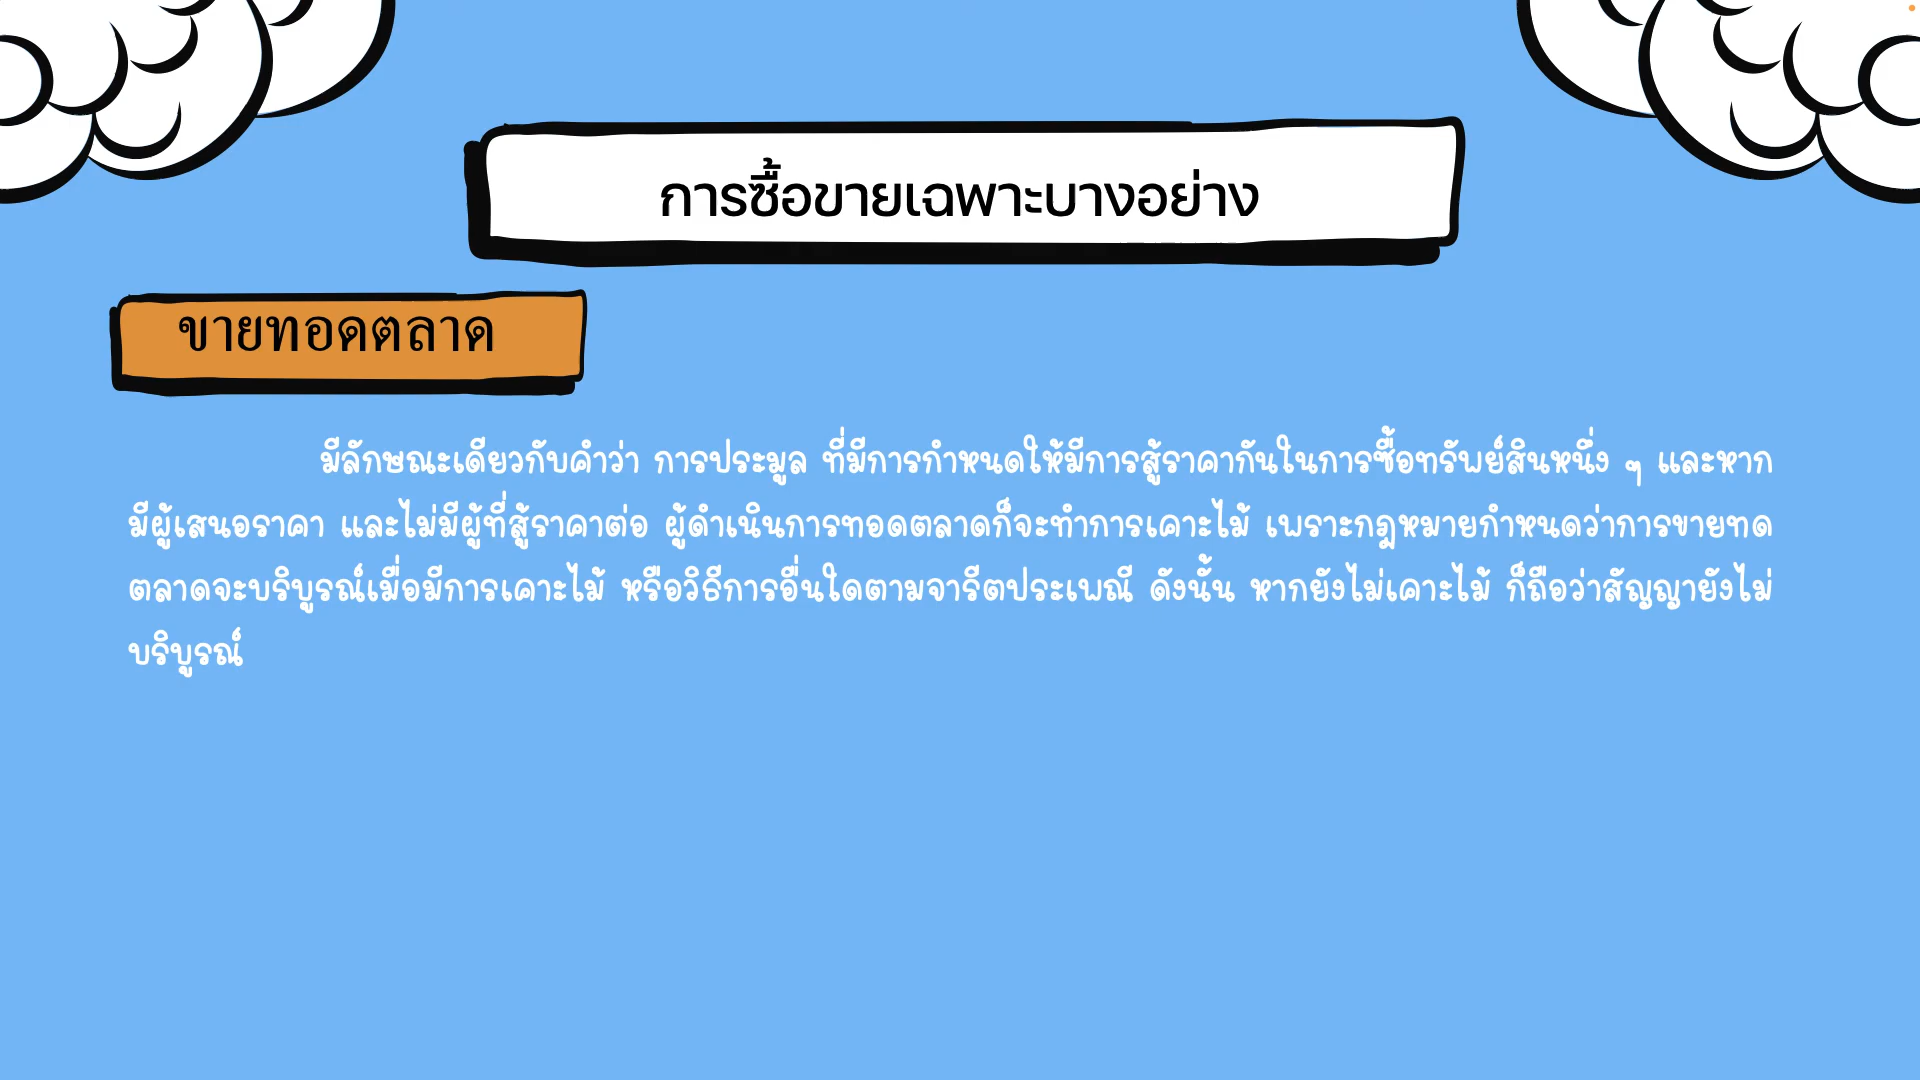 การซื้อขายเฉพาะบางอย่าง
ขายทอดตลาด
มีลักษณะเดียวกับคำว่า การประมูล ที่มีการกำหนดให้มีการสู้ราคากันในการซื้อทรัพย์สินหนึ่ง ๆ และหาก
มีผู้เสนอราคา และไม่มีผู้ที่สู้ราคาต่อ ผู้ดำเนินการทอดตลาดก็จะทำการเคาะไม้ เพราะกฎหมายกำหนดว่าการขายทด
ตลาดจะบริบูรณ์เมื่อมีการเคาะไม้ หรือวิธีการอื่นใดตามจารีตประเพณี ดังนั้น หากยังไม่เคาะไม้ ก็ถือว่าสัญญายังไม่
บริบูรณ์